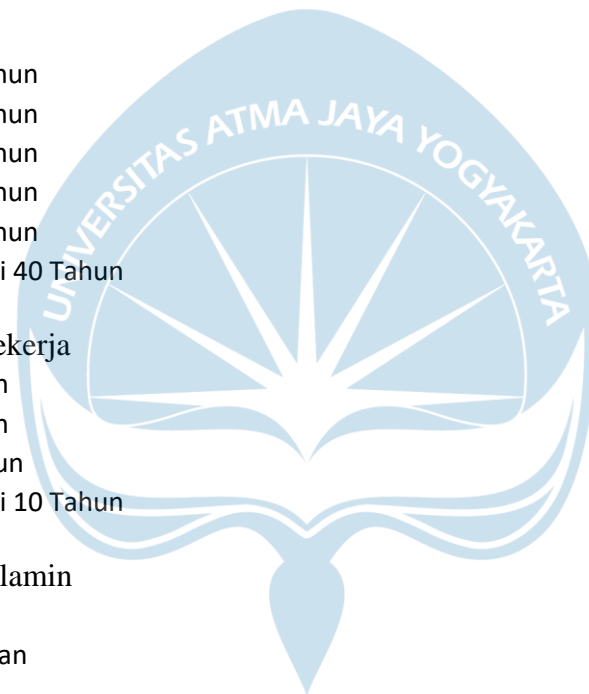 hun
hun
hun
hun
hun
i 40 Tahun
ekerja
n
n
un
i 10 Tahun
lamin
an
UNIVERSITAS ATMA JAYA YOGYAKARTA